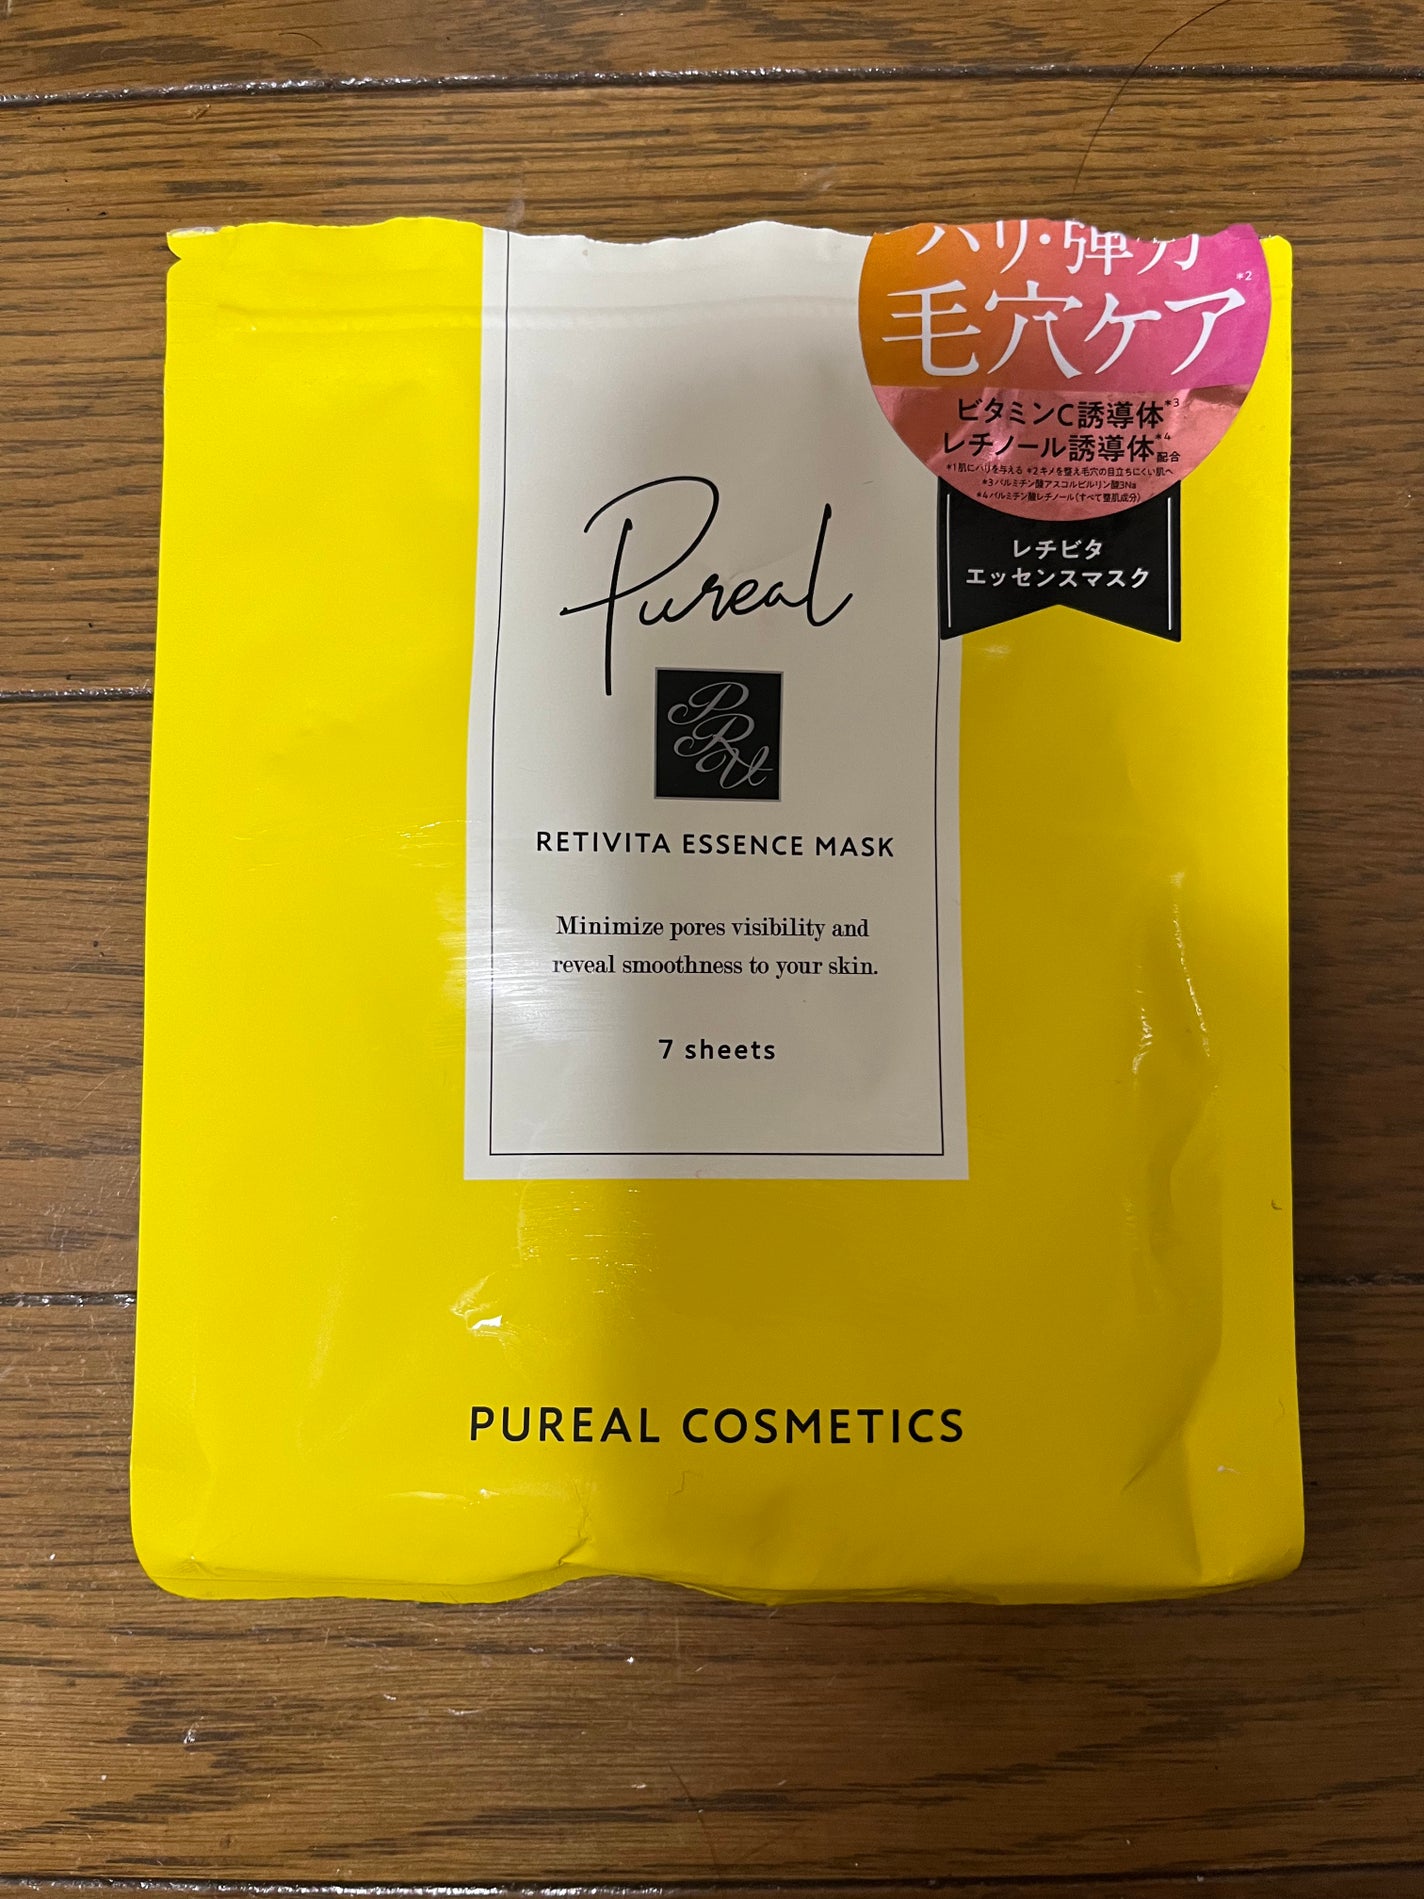 ハリ・弾力
毛穴ケア*2
ビタミンC誘導体*3
レチノール誘導体*4配合
*1肌にハリを与える *2キメを整え毛穴の目立ちにくい肌へ
*3パルミチン酸アスコルビルリン酸3Na
*4パルミチン酸レチノール(すべて整肌成分)
レチビタ
エッセンスマスク
Pureal
PRVt
RETIVITA ESSENCE MASK
Minimize pores visibility and
reveal smoothness to your skin.
7 sheets
PUREAL COSMETICS